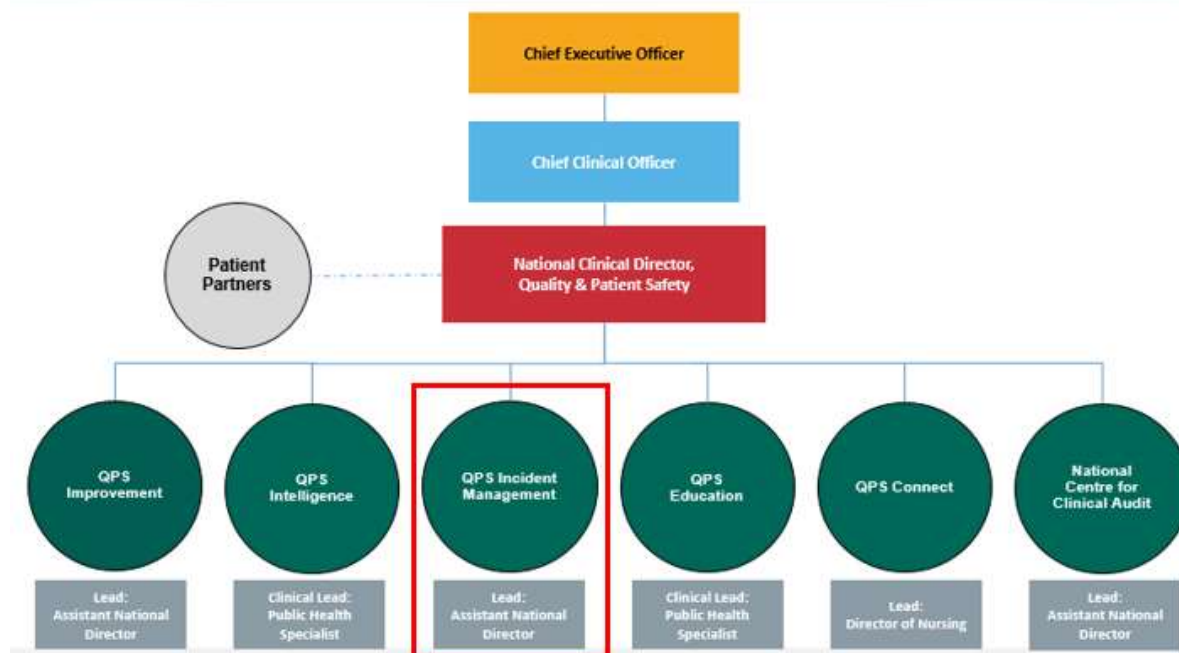 Chief Executive Officer
Chief Clinical Officer
Patient
Partners
National Clinical Director,
Quality & Patient Safety
QPS
Improvement
QPS
Intelligence
QPS Incident
Management
QPS
Education
QPS Connect
National
Centre for
Clinical Audit
Lead:
Assistant National
Director
Clinical Lead:
Public Health
Specialist
Lead:
Assistant National
Director
Clinical Lead:
Public Health
Specialist
Lead:
Director of Nursing
Lead:
Assistant National
Director